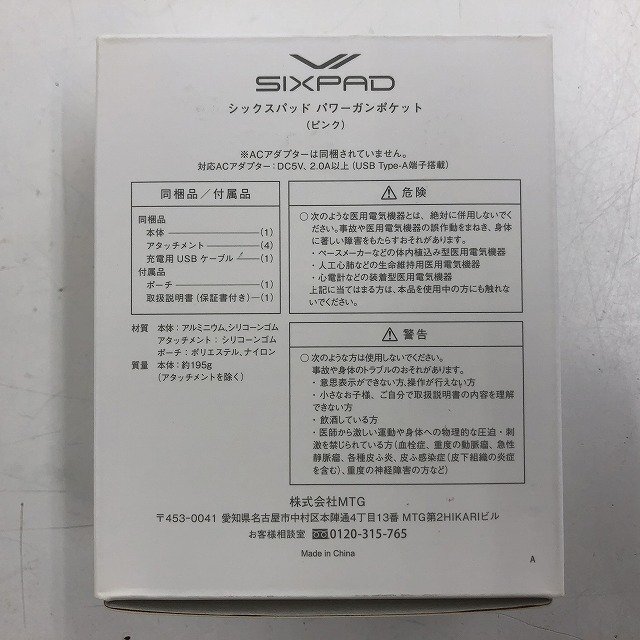 SIXPAD
シックスパッド パワーガンポケット
(ピンク)
※ACアダプターは同梱されていません。
対応ACアダプター：DC5V、2.0A以上（USB Type-A端子搭載）
同梱品／付属品
同梱品
本体 (1)
アタッチメント (4)
充電用 USB ケーブル (1)
付属品
ポーチ (1)
取扱説明書（保証書付き） (1)
材質 本体：アルミニウム,シリコーンゴム
アタッチメント：シリコーンゴム
ポーチ：ポリエステル,ナイロン
質量 本体：約195g
（アタッチメントを除く）
⚠危険
○次のような医用電気機器とは、絶対に併用しないでく
ださい。事故や医用電気機器の誤作動をまねき、身体
に著しい障害をもたらすおそれがあります。
・ペースメーカーなどの体内植込み型医用電気機器
・人工心肺などの生命維持用医用電気機器
・心電計などの装着型医用電気機器
上記に当てはまる方は、本品を使用中の方にも触れな
いでください。
⚠警告
○次のような方は使用しないでください。
事故や身体のトラブルのおそれがあります。
・意思表示ができない方,操作が行えない方
・小さなお子様、ご自分で取扱説明書の内容を理解
できない方
・飲酒している方
・医師から激しい運動や身体への物理的な圧迫・刺
激を禁じられている方（血栓症、重度の動脈瘤、急性
静脈瘤、各種皮ふ炎、皮ふ感染症（皮下組織の炎症
を含む）、重度の神経障害の方など）
株式会社MTG
〒453-0041 愛知県名古屋市中村区本陣通4丁目13番 MTG第2HIKARIビル
お客様相談室 0120-315-765
Made in China
A